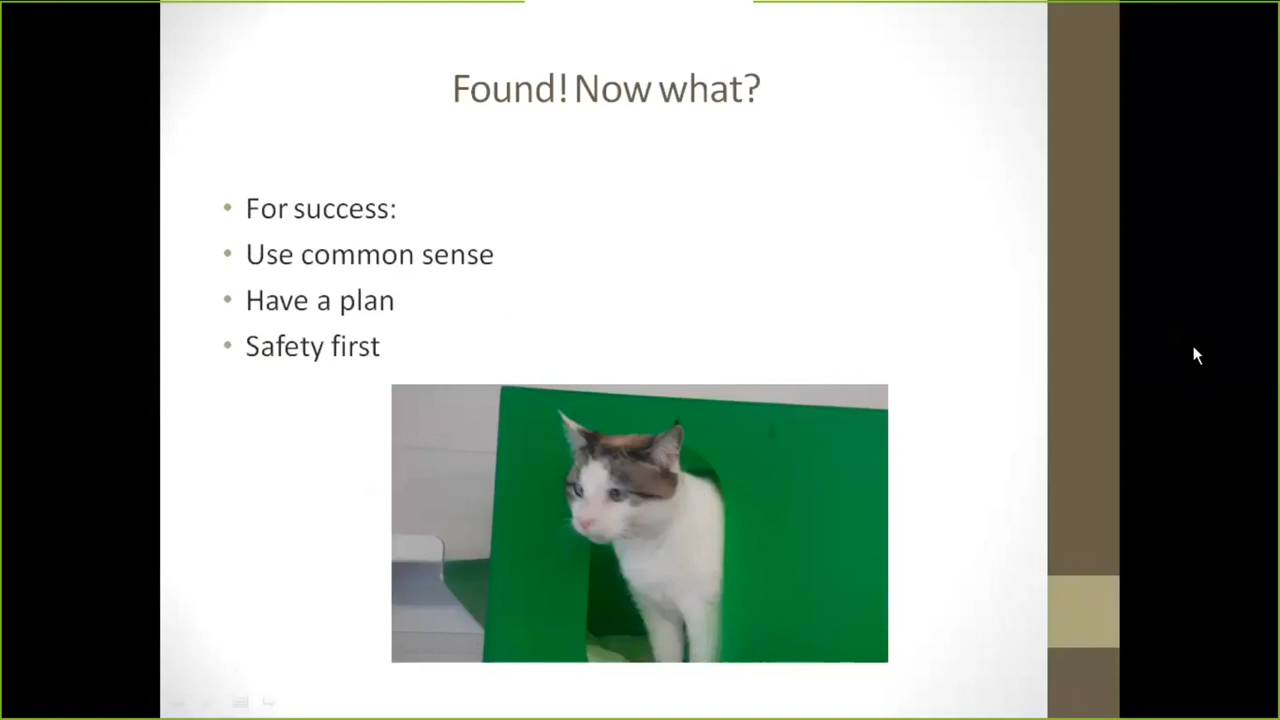 Found! Now what?
• For success:
• Use common sense
• Have a plan
• Safety first